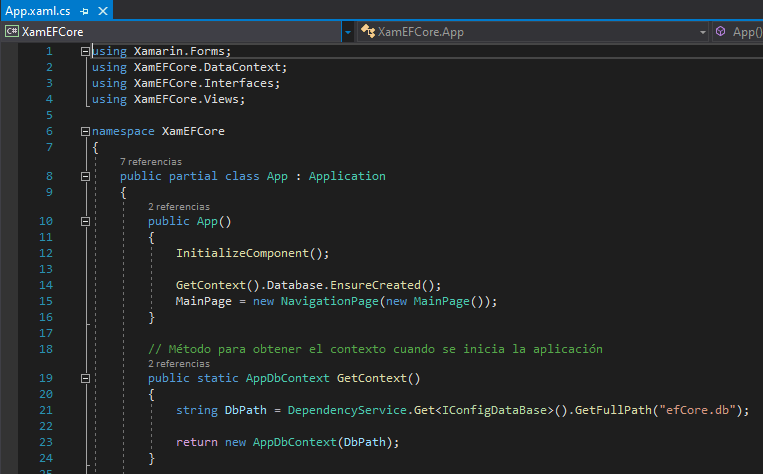 App.xaml.cs
C# XamEFCore XamEFCore.App App()
1 using Xamarin.Forms;
2 using XamEFCore.DataContext;
3 using XamEFCore.Interfaces;
4 using XamEFCore.Views;
5
6 namespace XamEFCore
7 {
7 referencias
8 public partial class App : Application
9 {
2 referencias
10 public App()
11 {
12 InitializeComponent();
13
14 GetContext().Database.EnsureCreated();
15 MainPage = new NavigationPage(new MainPage());
16 }
17
18 // Método para obtener el contexto cuando se inicia la aplicación
2 referencias
19 public static AppDbContext GetContext()
20 {
21 string DbPath = DependencyService.Get<IConfigDataBase>().GetFullPath("efCore.db");
22
23 return new AppDbContext(DbPath);
24 }
25